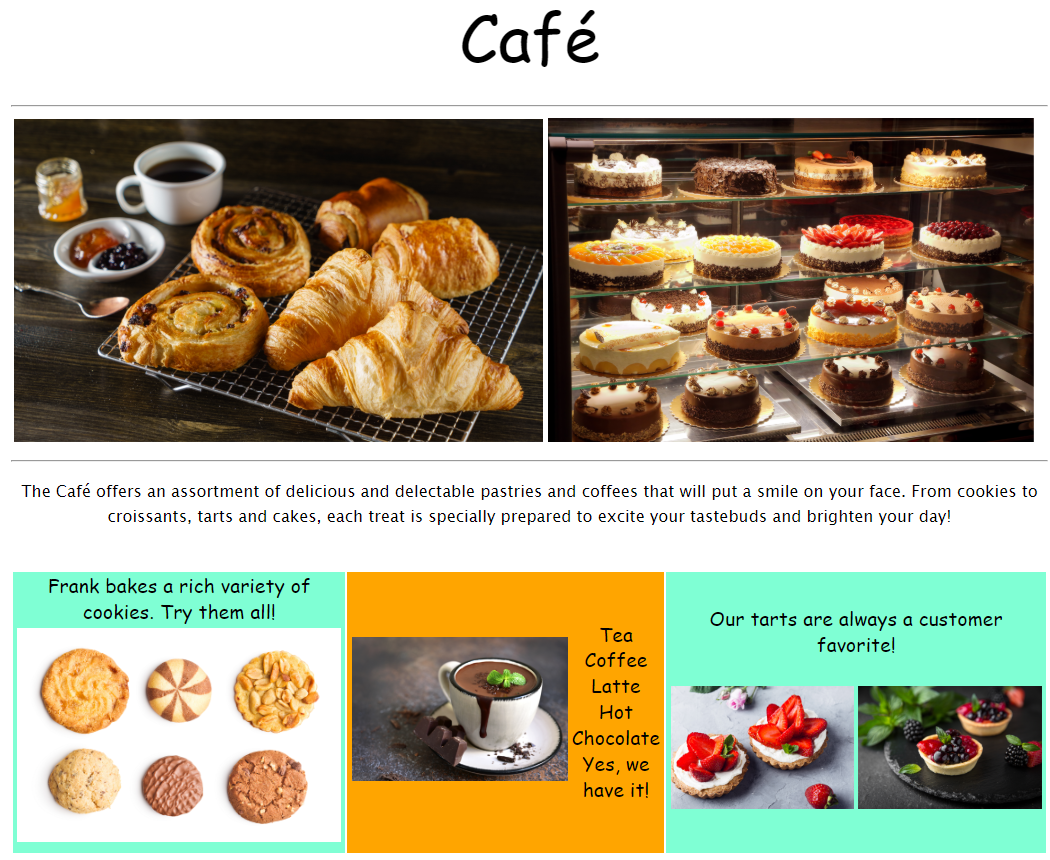 Café
The Café offers an assortment of delicious and delectable pastries and coffees that will put a smile on your face. From cookies to
croissants, tarts and cakes, each treat is specially prepared to excite your tastebuds and brighten your day!
Frank bakes a rich variety of
cookies. Try them all!
Tea
Coffee
Latte
Hot
Chocolate
Yes, we
have it!
Our tarts are always a customer
favorite!